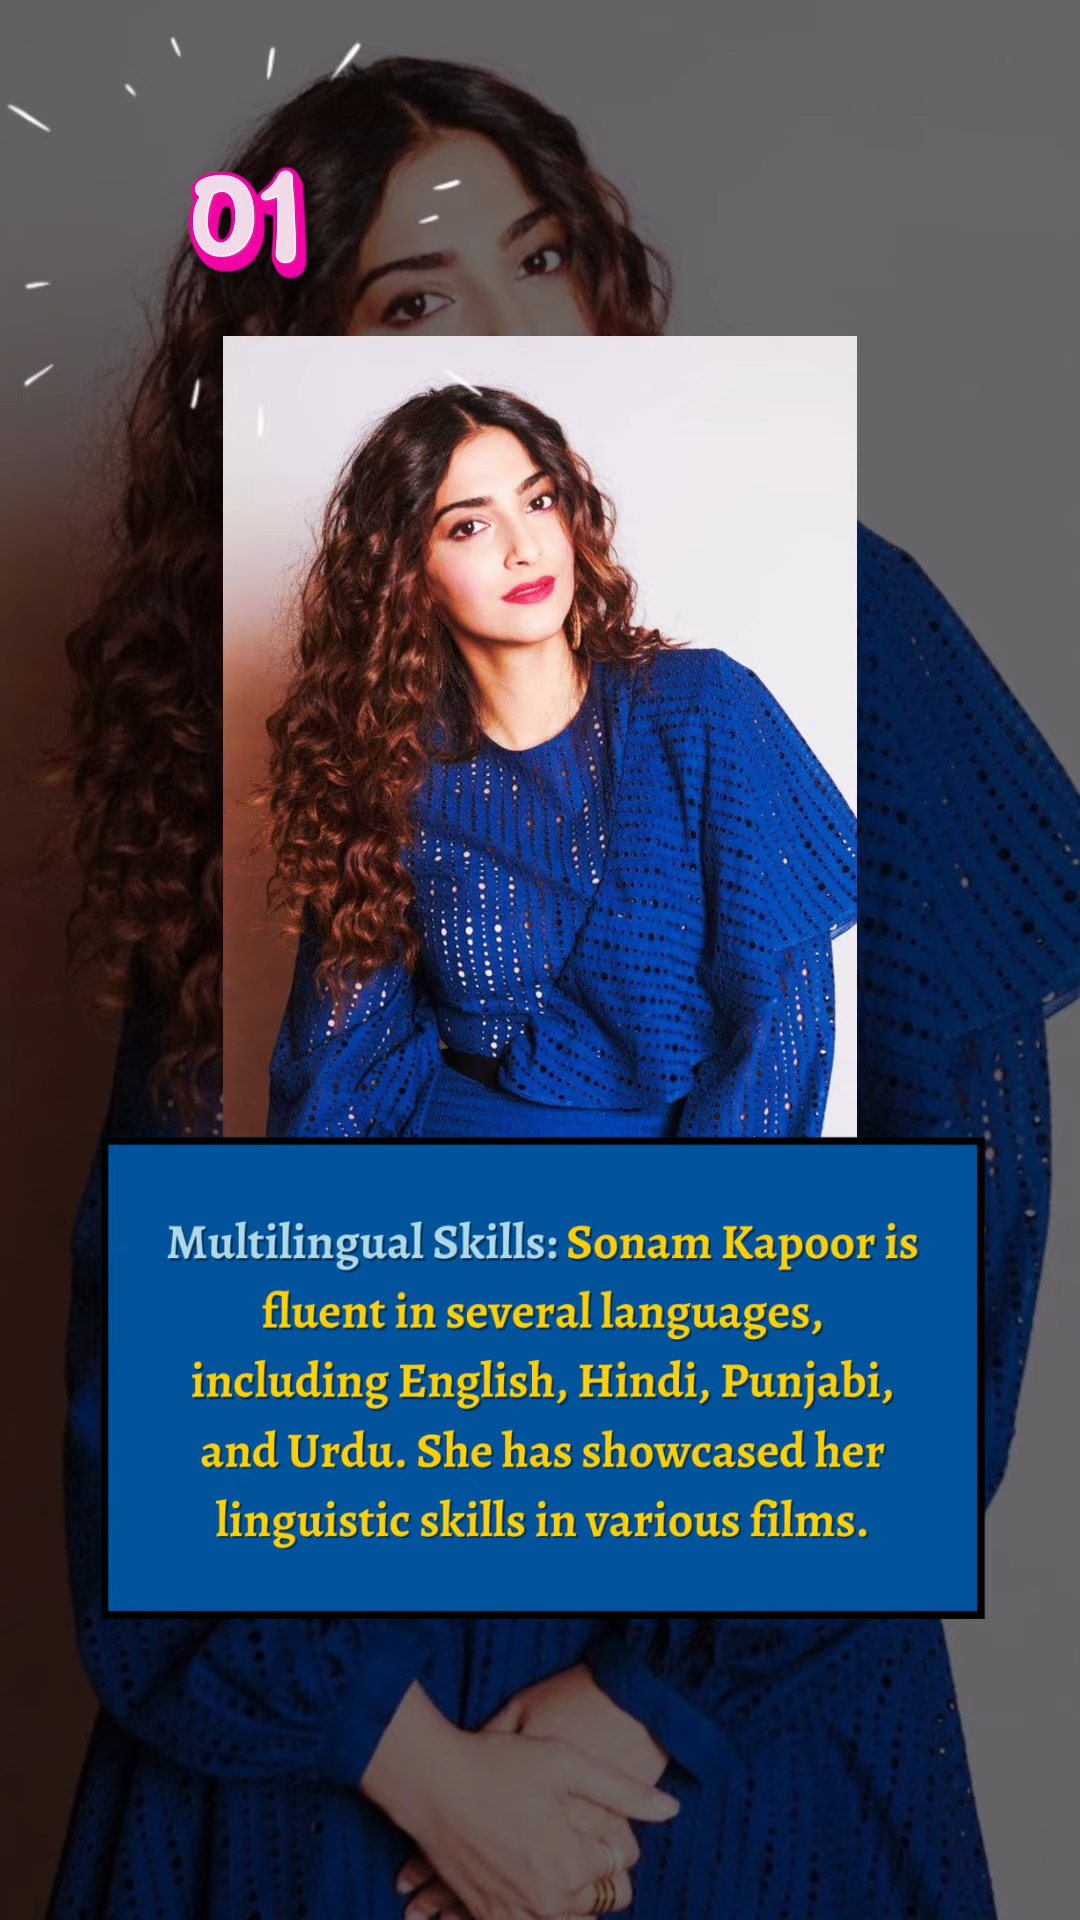 01
Multilingual Skills: Sonam Kapoor is
fluent in several languages,
including English, Hindi, Punjabi,
and Urdu. She has showcased her
linguistic skills in various films.